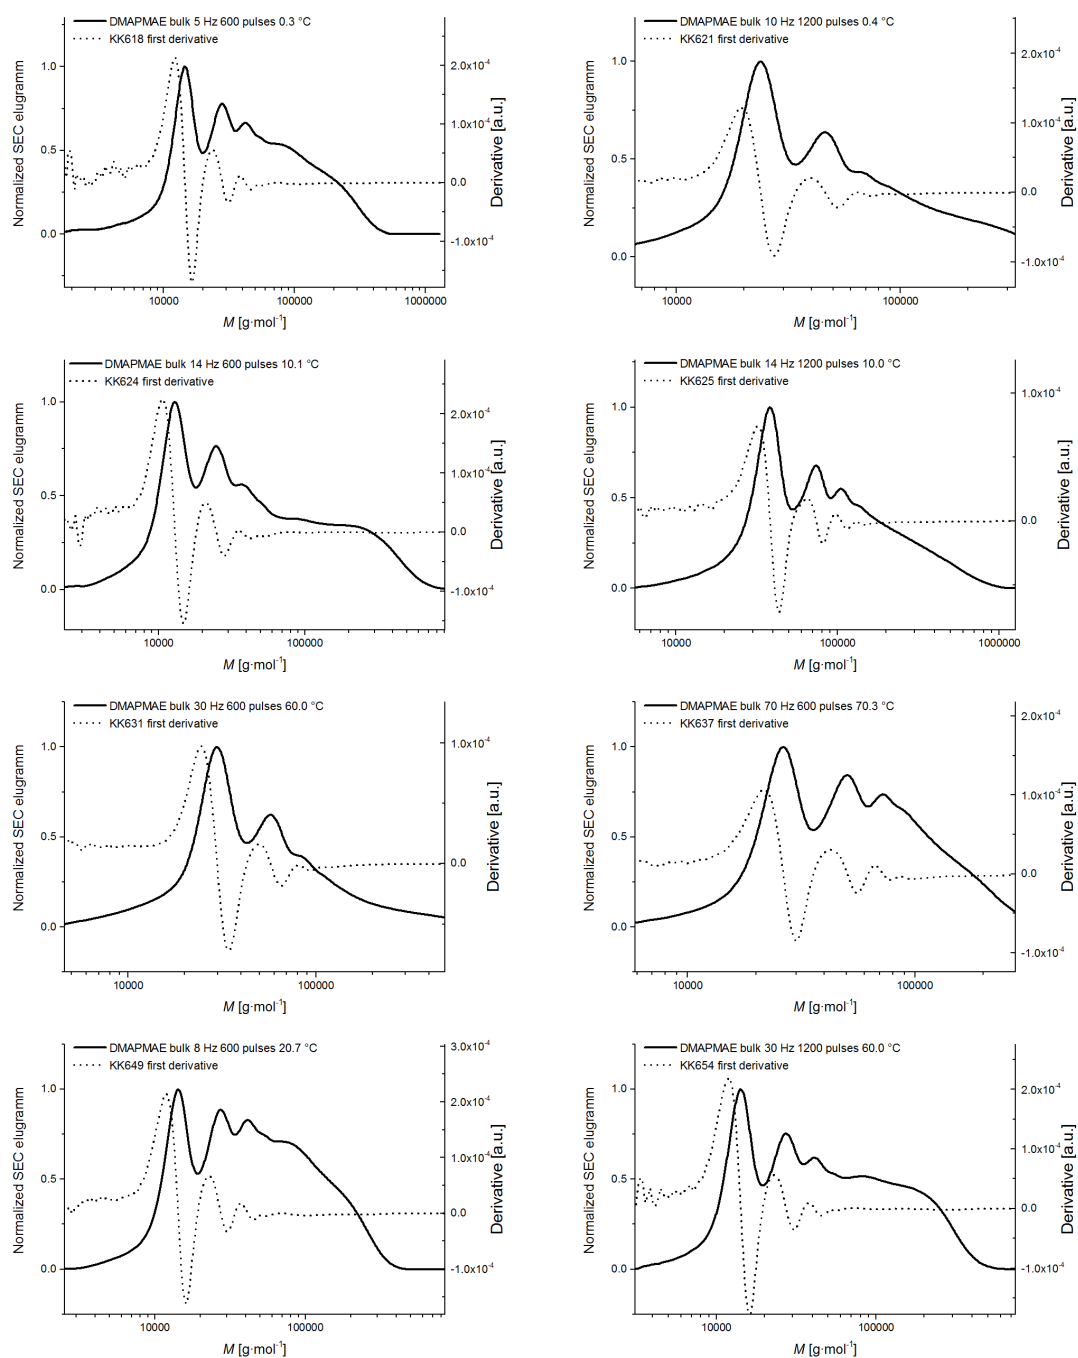 DMAPMAE bulk 5 Hz 600 pulses 0.3 °C
KK618 first derivative
Normalized SEC elugramm
1.0
0.5
0.0
2.0x10⁻⁴
1.0x10⁻⁴
0.0
-1.0x10⁻⁴
Derivative [a.u.]
10000 100000 1000000
M [g·mol⁻¹]
DMAPMAE bulk 10 Hz 1200 pulses 0.4 °C
KK621 first derivative
Normalized SEC elugramm
1.0
0.5
0.0
2.0x10⁻⁴
1.0x10⁻⁴
0.0
-1.0x10⁻⁴
Derivative [a.u.]
10000 100000
M [g·mol⁻¹]
DMAPMAE bulk 14 Hz 600 pulses 10.1 °C
KK624 first derivative
Normalized SEC elugramm
1.0
0.5
0.0
2.0x10⁻⁴
1.0x10⁻⁴
0.0
-1.0x10⁻⁴
Derivative [a.u.]
10000 100000
M [g·mol⁻¹]
DMAPMAE bulk 14 Hz 1200 pulses 10.0 °C
KK625 first derivative
Normalized SEC elugramm
1.0
0.5
0.0
1.0x10⁻⁴
0.0
Derivative [a.u.]
10000 100000 1000000
M [g·mol⁻¹]
DMAPMAE bulk 30 Hz 600 pulses 60.0 °C
KK631 first derivative
Normalized SEC elugramm
1.0
0.5
0.0
1.0x10⁻⁴
0.0
Derivative [a.u.]
10000 100000
M [g·mol⁻¹]
DMAPMAE bulk 70 Hz 600 pulses 70.3 °C
KK637 first derivative
Normalized SEC elugramm
1.0
0.5
0.0
2.0x10⁻⁴
1.0x10⁻⁴
0.0
-1.0x10⁻⁴
Derivative [a.u.]
10000 100000
M [g·mol⁻¹]
DMAPMAE bulk 8 Hz 600 pulses 20.7 °C
KK649 first derivative
Normalized SEC elugramm
1.0
0.5
0.0
3.0x10⁻⁴
2.0x10⁻⁴
1.0x10⁻⁴
0.0
-1.0x10⁻⁴
Derivative [a.u.]
10000 100000
M [g·mol⁻¹]
DMAPMAE bulk 30 Hz 1200 pulses 60.0 °C
KK654 first derivative
Normalized SEC elugramm
1.0
0.5
0.0
2.0x10⁻⁴
1.0x10⁻⁴
0.0
-1.0x10⁻⁴
Derivative [a.u.]
10000 100000
M [g·mol⁻¹]